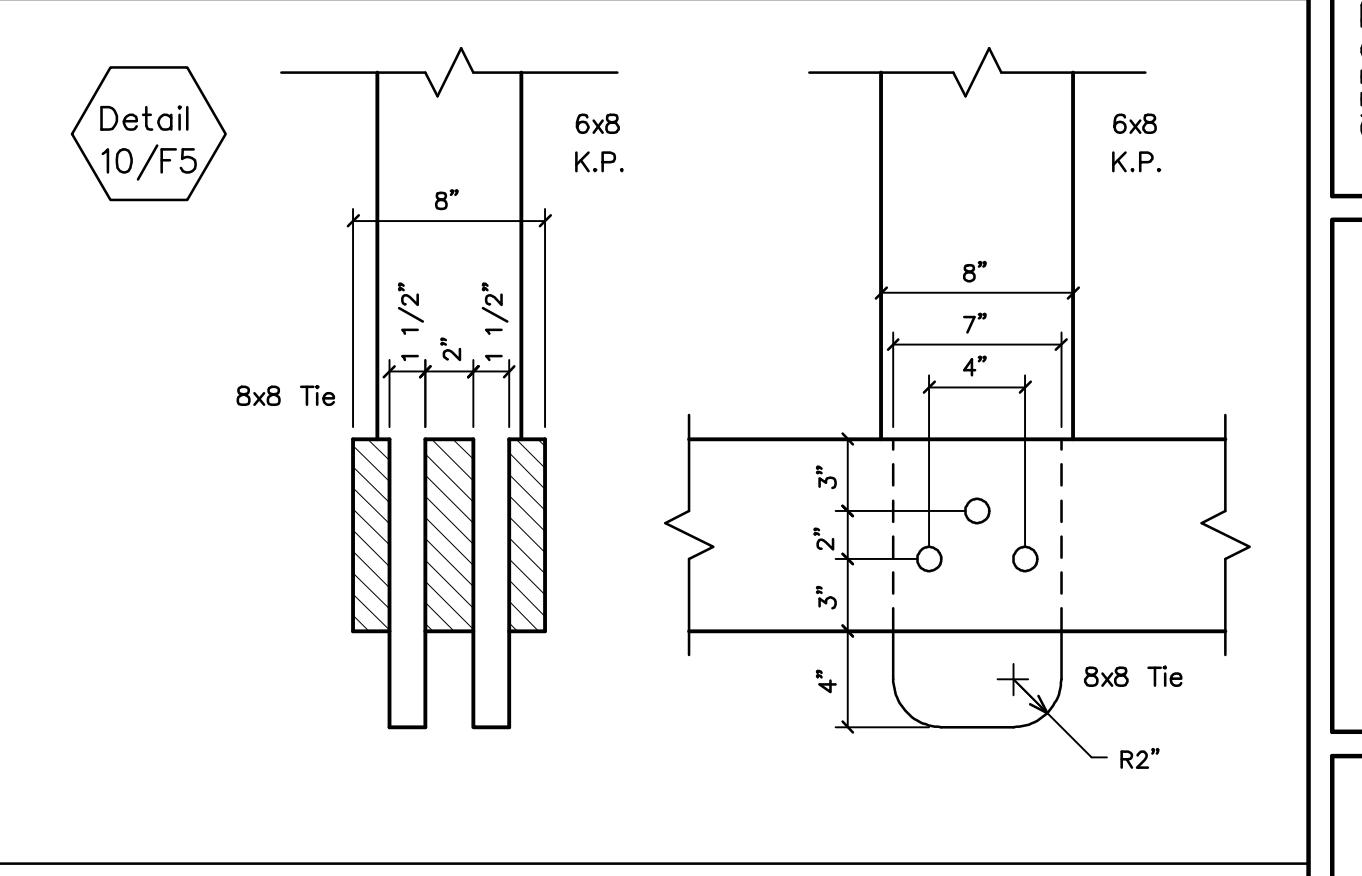 Detail
10/F5
6x8
K.P.
8"
1 1/2"
2"
1 1/2"
8x8 Tie
6x8
K.P.
8"
7"
4"
3"
2"
3"
4"
8x8 Tie
R2"